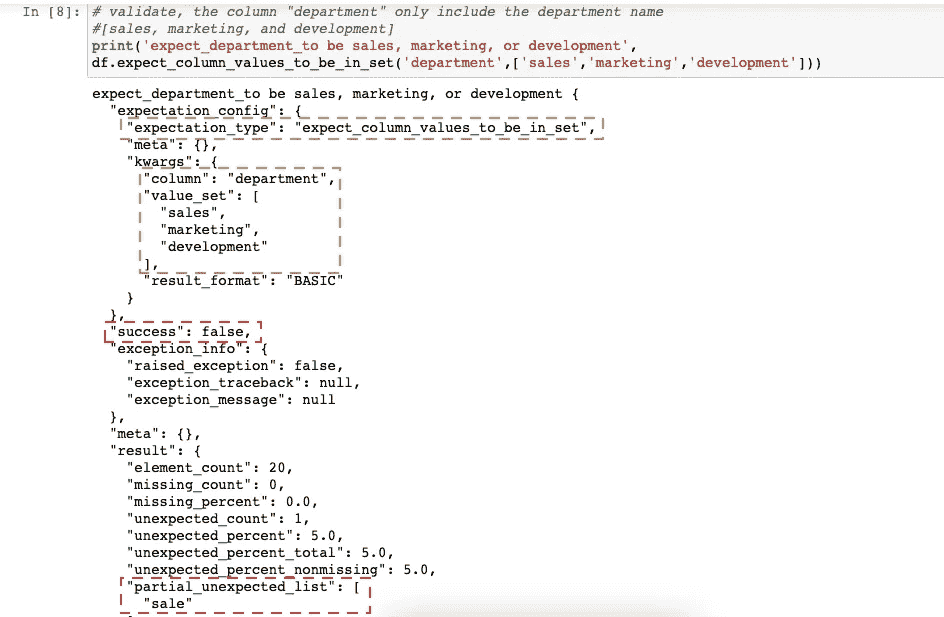 In [8]: # validate, the column "department" only include the department name
#[sales, marketing, and development]
print('expect_department_to be sales, marketing, or development',
df.expect_column_values_to_be_in_set('department',['sales','marketing','development']))
expect_department_to be sales, marketing, or development {
"expectation_config": {
"expectation_type": "expect_column_values_to_be_in_set",
"meta": {},
"kwargs": {
"column": "department",
"value_set": [
"sales",
"marketing",
"development"
],
"result_format": "BASIC"
}
},
"success": false,
"exception_info": {
"raised_exception": false,
"exception_traceback": null,
"exception_message": null
},
"meta": {},
"result": {
"element_count": 20,
"missing_count": 0,
"missing_percent": 0.0,
"unexpected_count": 1,
"unexpected_percent": 5.0,
"unexpected_percent_total": 5.0,
"unexpected_percent_nonmissing": 5.0,
"partial_unexpected_list": [
"sale"